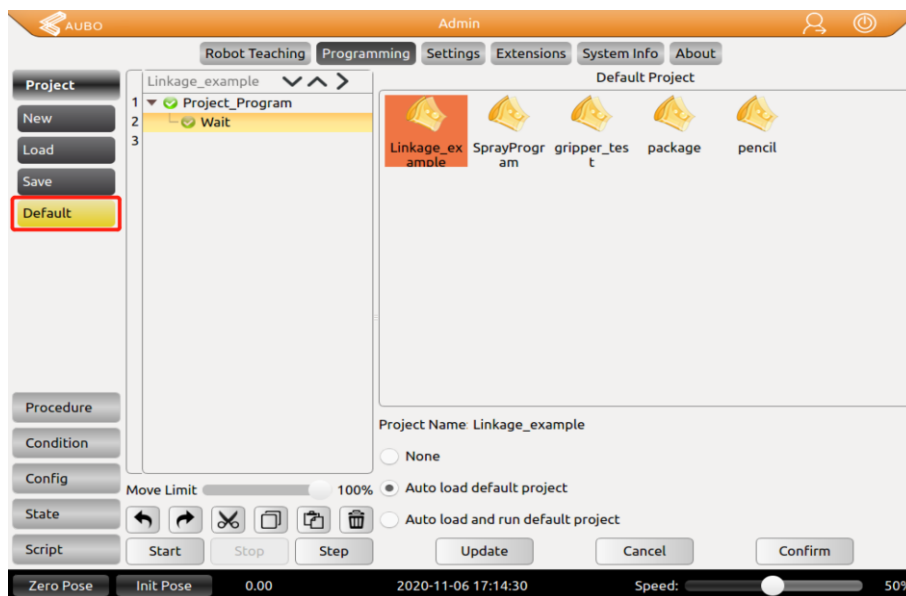 AUBO
Admin
Robot Teaching Programming Settings Extensions System Info About
Project
New
Load
Save
Default
Procedure
Condition
Config
State
Script
Linkage_example
1 Project_Program
2 Wait
3
Move Limit 100%
Start Stop Step
Default Project
Linkage_ex
ample
SprayProgr
am
gripper_tes
t
package
pencil
Project Name: Linkage_example
None
Auto load default project
Auto load and run default project
Update Cancel Confirm
Zero Pose Init Pose 0.00 2020-11-06 17:14:30 Speed: 50%